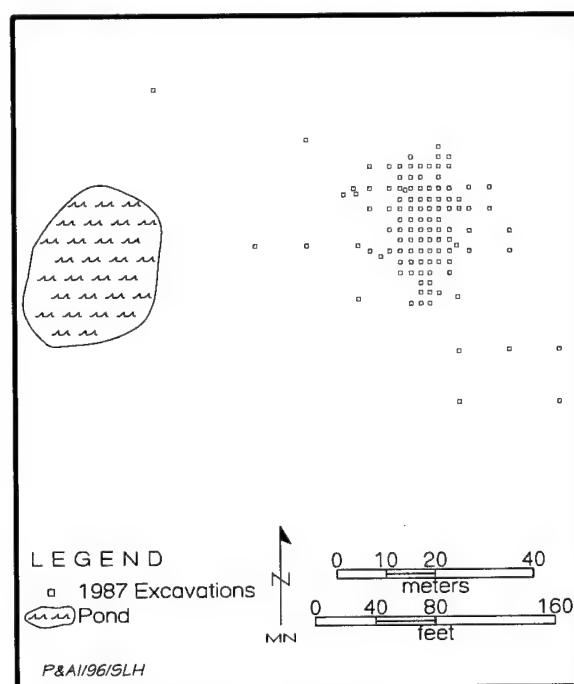 LEGEND
1987 Excavations
Pond
N
MN
0 10 20 40
meters
0 40 80 160
feet
P&AI/96/SLH